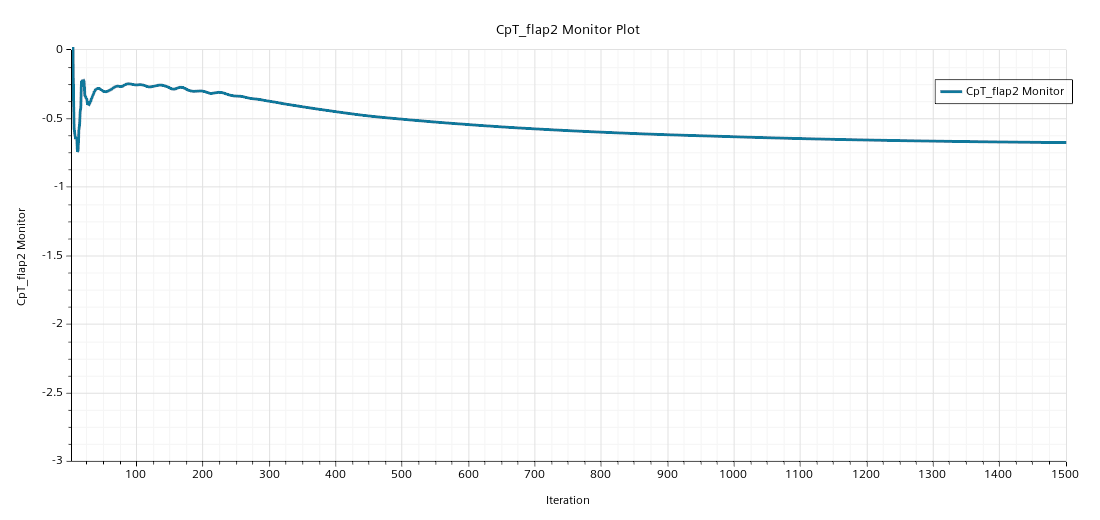 CpT_flap2 Monitor Plot
CpT_flap2 Monitor
CpT_flap2 Monitor
0
-0.5
-1
-1.5
-2
-2.5
-3
100 200 300 400 500 600 700 800 900 1000 1100 1200 1300 1400 1500
Iteration